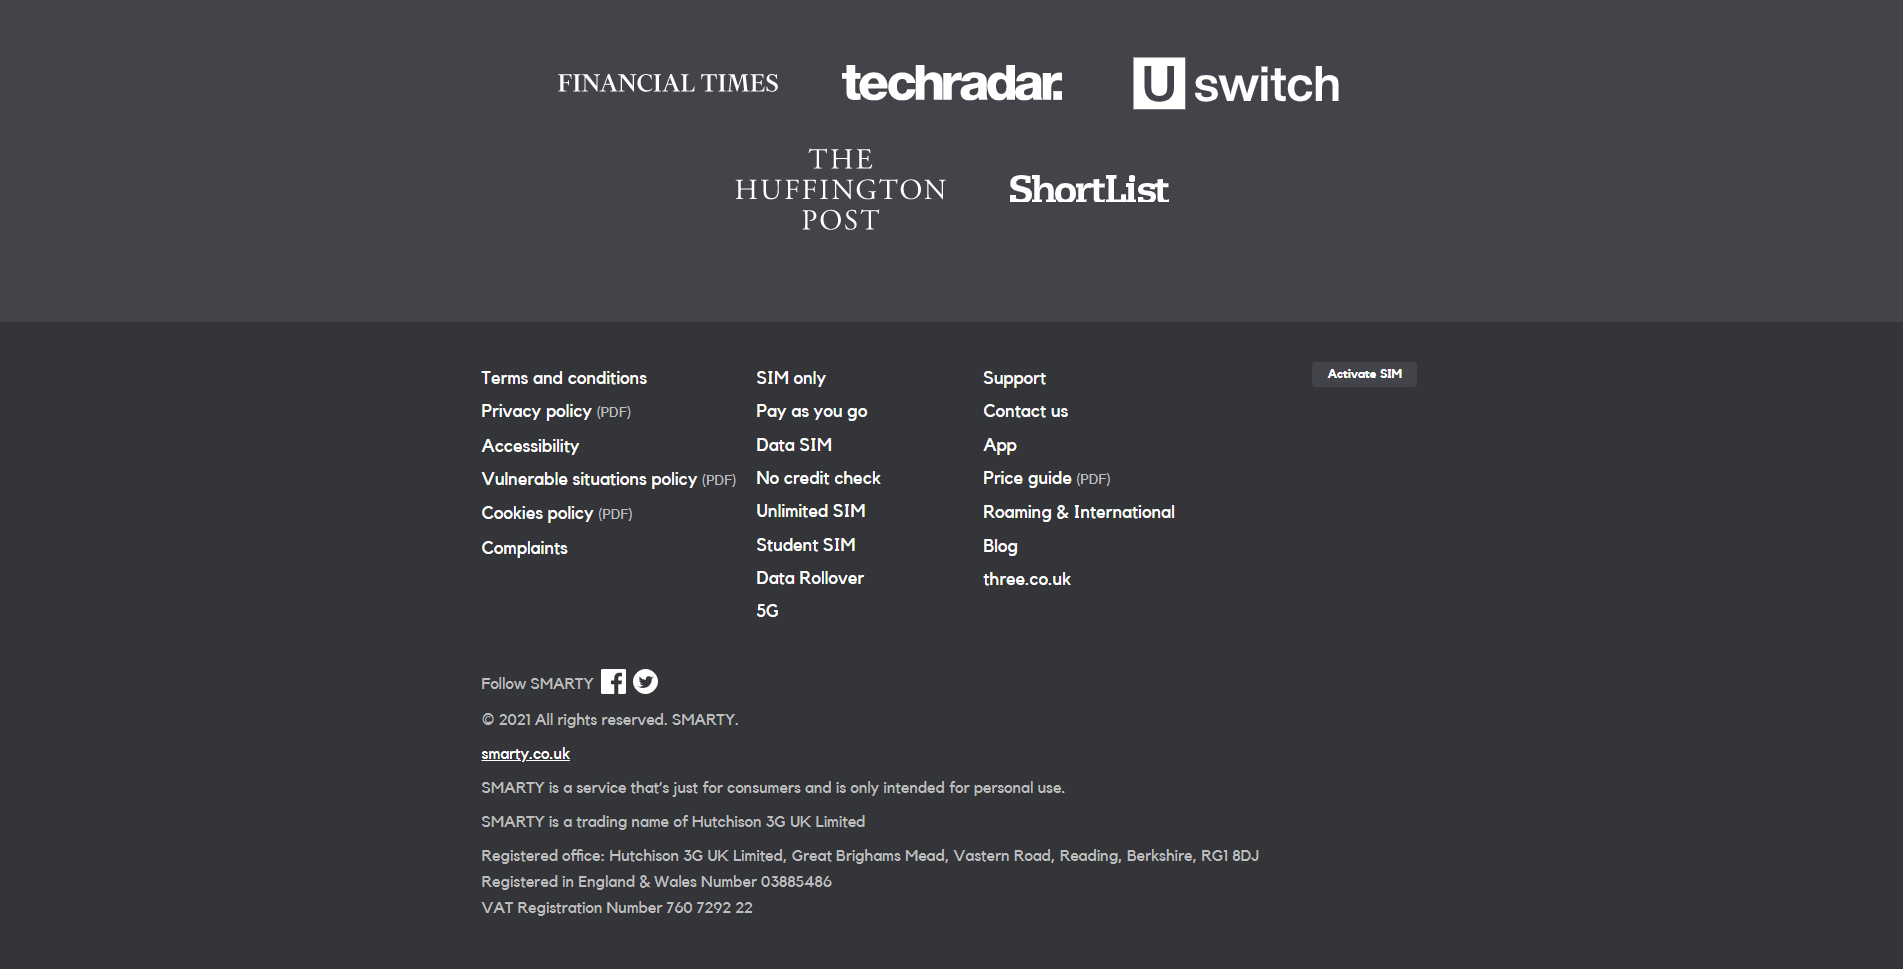 FINANCIAL TIMES
techradar.
U switch
THE
HUFFINGTON
POST
ShortList
Terms and conditions
Privacy policy (PDF)
Accessibility
Vulnerable situations policy (PDF)
Cookies policy (PDF)
Complaints
SIM only
Pay as you go
Data SIM
No credit check
Unlimited SIM
Student SIM
Data Rollover
5G
Support
Contact us
App
Price guide (PDF)
Roaming & International
Blog
three.co.uk
Activate SIM
Follow SMARTY
© 2021 All rights reserved. SMARTY.
smarty.co.uk
SMARTY is a service that's just for consumers and is only intended for personal use.
SMARTY is a trading name of Hutchison 3G UK Limited
Registered office: Hutchison 3G UK Limited, Great Brighams Mead, Vastern Road, Reading, Berkshire, RG1 8DJ
Registered in England & Wales Number 03885486
VAT Registration Number 760 7292 22